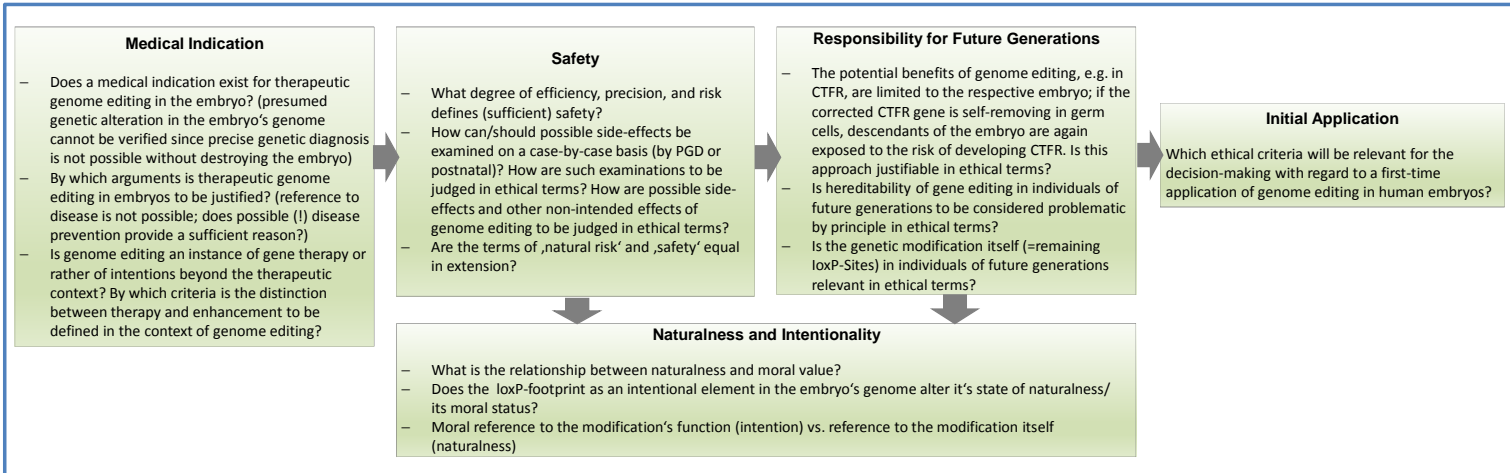 Medical Indication
– Does a medical indication exist for therapeutic
genome editing in the embryo? (presumed
genetic alteration in the embryo‘s genome
cannot be verified since precise genetic diagnosis
is not possible without destroying the embryo)
– By which arguments is therapeutic genome
editing in embryos to be justified? (reference to
disease is not possible; does possible (!) disease
prevention provide a sufficient reason?)
– Is genome editing an instance of gene therapy or
rather of intentions beyond the therapeutic
context? By which criteria is the distinction
between therapy and enhancement to be
defined in the context of genome editing?
Safety
– What degree of efficiency, precision, and risk
defines (sufficient) safety?
– How can/should possible side-effects be
examined on a case-by-case basis (by PGD or
postnatal)? How are such examinations to be
judged in ethical terms? How are possible side-
effects and other non-intended effects of
genome editing to be judged in ethical terms?
– Are the terms of ‚natural risk‘ and ‚safety‘ equal
in extension?
Responsibility for Future Generations
– The potential benefits of genome editing, e.g. in
CTFR, are limited to the respective embryo; if the
corrected CTFR gene is self-removing in germ
cells, descendants of the embryo are again
exposed to the risk of developing CTFR. Is this
approach justifiable in ethical terms?
– Is hereditability of gene editing in individuals of
future generations to be considered problematic
by principle in ethical terms?
– Is the genetic modification itself (=remaining
loxP-Sites) in individuals of future generations
relevant in ethical terms?
Initial Application
Which ethical criteria will be relevant for the
decision-making with regard to a first-time
application of genome editing in human embryos?
Naturalness and Intentionality
– What is the relationship between naturalness and moral value?
– Does the loxP-footprint as an intentional element in the embryo‘s genome alter it‘s state of naturalness/
its moral status?
– Moral reference to the modification‘s function (intention) vs. reference to the modification itself
(naturalness)